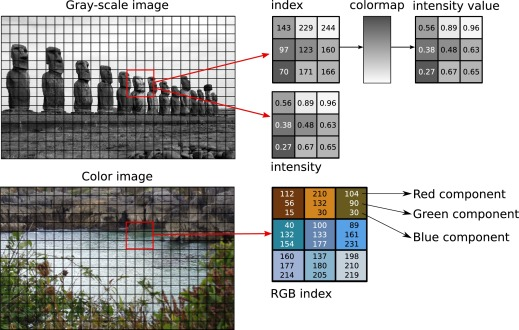 Gray-scale image
index
colormap
intensity value
143 229 244
97 123 160
70 171 166
0.56 0.89 0.96
0.38 0.48 0.63
0.27 0.67 0.65
0.56 0.89 0.96
0.38 0.48 0.63
0.27 0.67 0.65
intensity
Color image
112 210 104
56 132 90
15 30 30
40 100 89
132 133 161
154 177 231
160 137 198
177 180 210
214 205 219
Red component
Green component
Blue component
RGB index